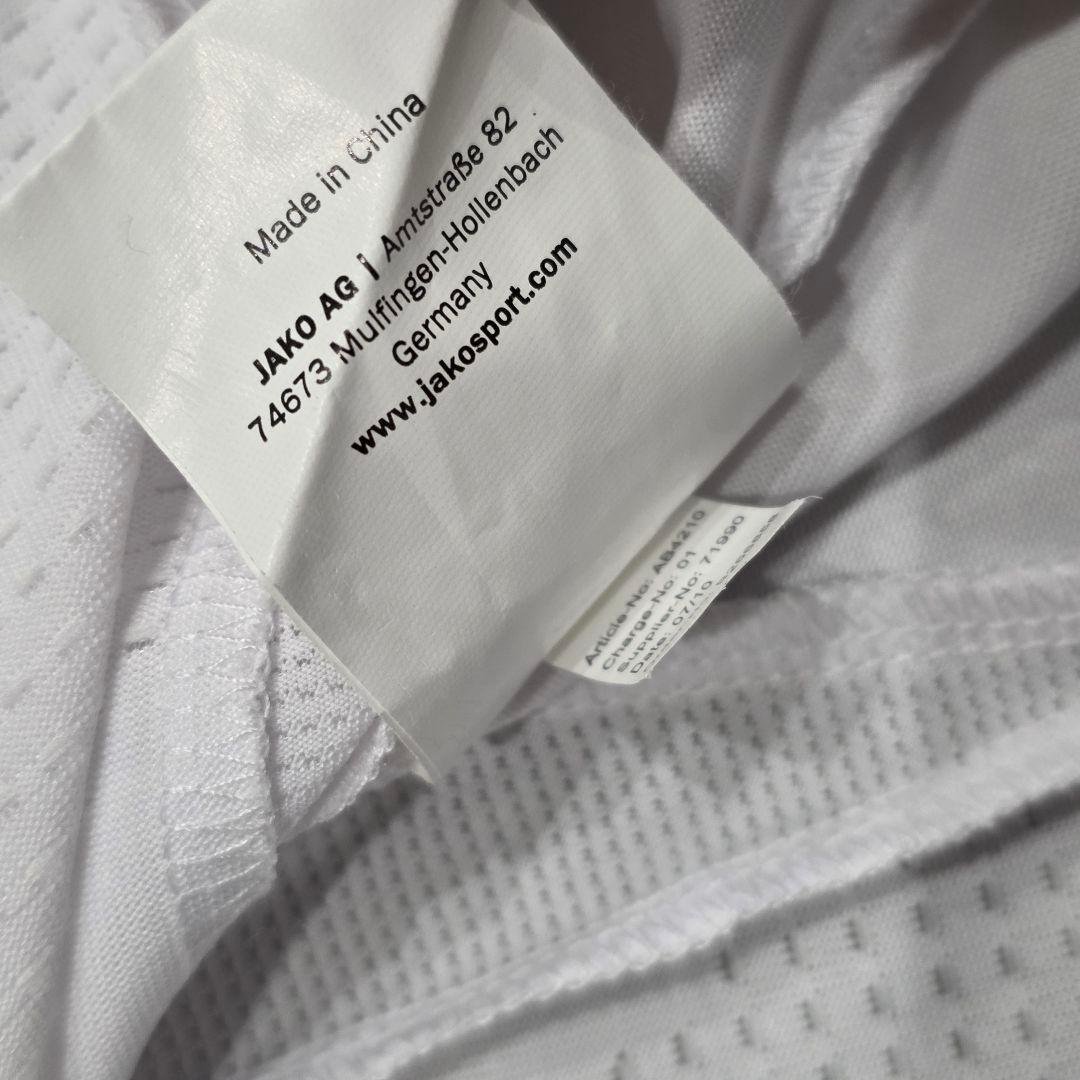 Made in China
JAKO AG | Amtstraße 82
74673 Mulfingen-Hollenbach
Germany
www.jakosport.com
Article-No: AB4210
Charge-No: 01
Supplier-No: 71990
Date: 07/10